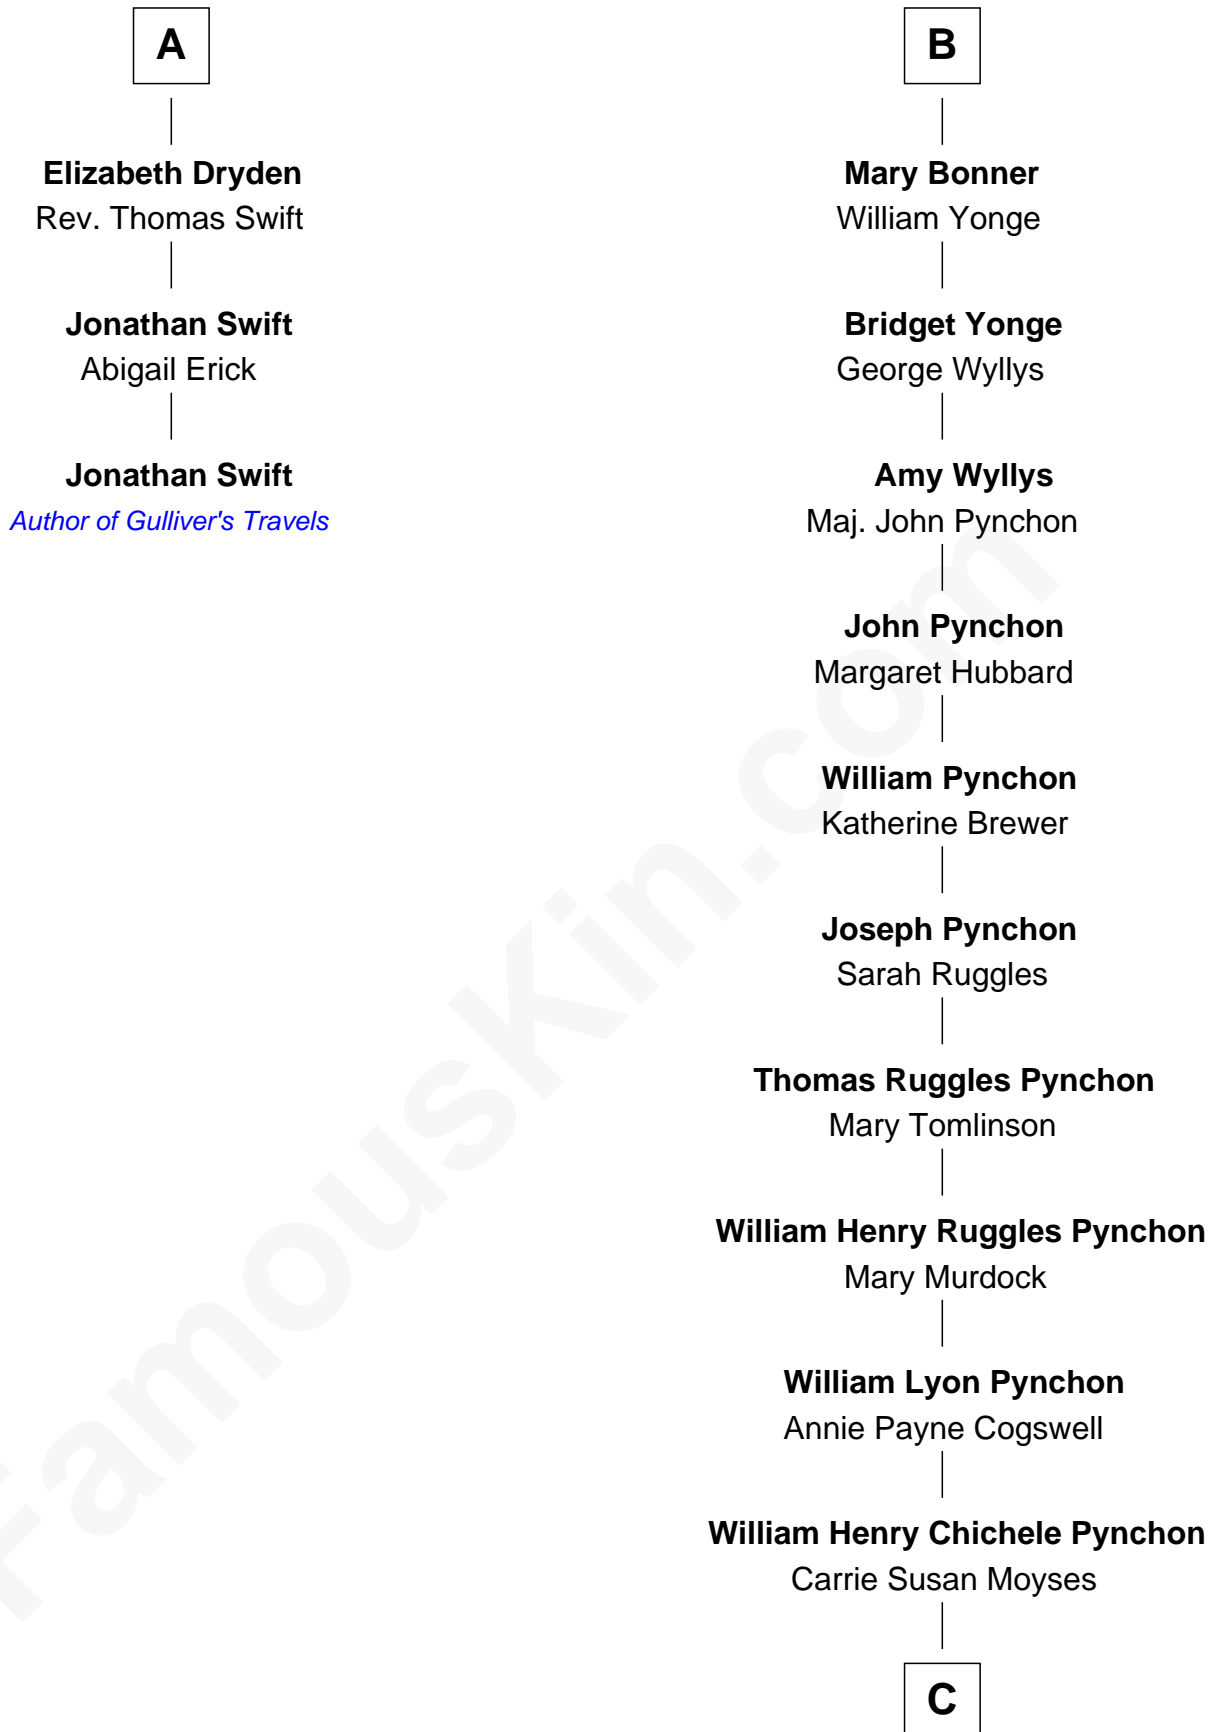 A
Elizabeth Dryden
Rev. Thomas Swift
Jonathan Swift
Abigail Erick
Jonathan Swift
Author of Gulliver's Travels
B
Mary Bonner
William Yonge
Bridget Yonge
George Wyllys
Amy Wyllys
Maj. John Pynchon
John Pynchon
Margaret Hubbard
William Pynchon
Katherine Brewer
Joseph Pynchon
Sarah Ruggles
Thomas Ruggles Pynchon
Mary Tomlinson
William Henry Ruggles Pynchon
Mary Murdock
William Lyon Pynchon
Annie Payne Cogswell
William Henry Chichele Pynchon
Carrie Susan Moyses
C
FamousKin.com